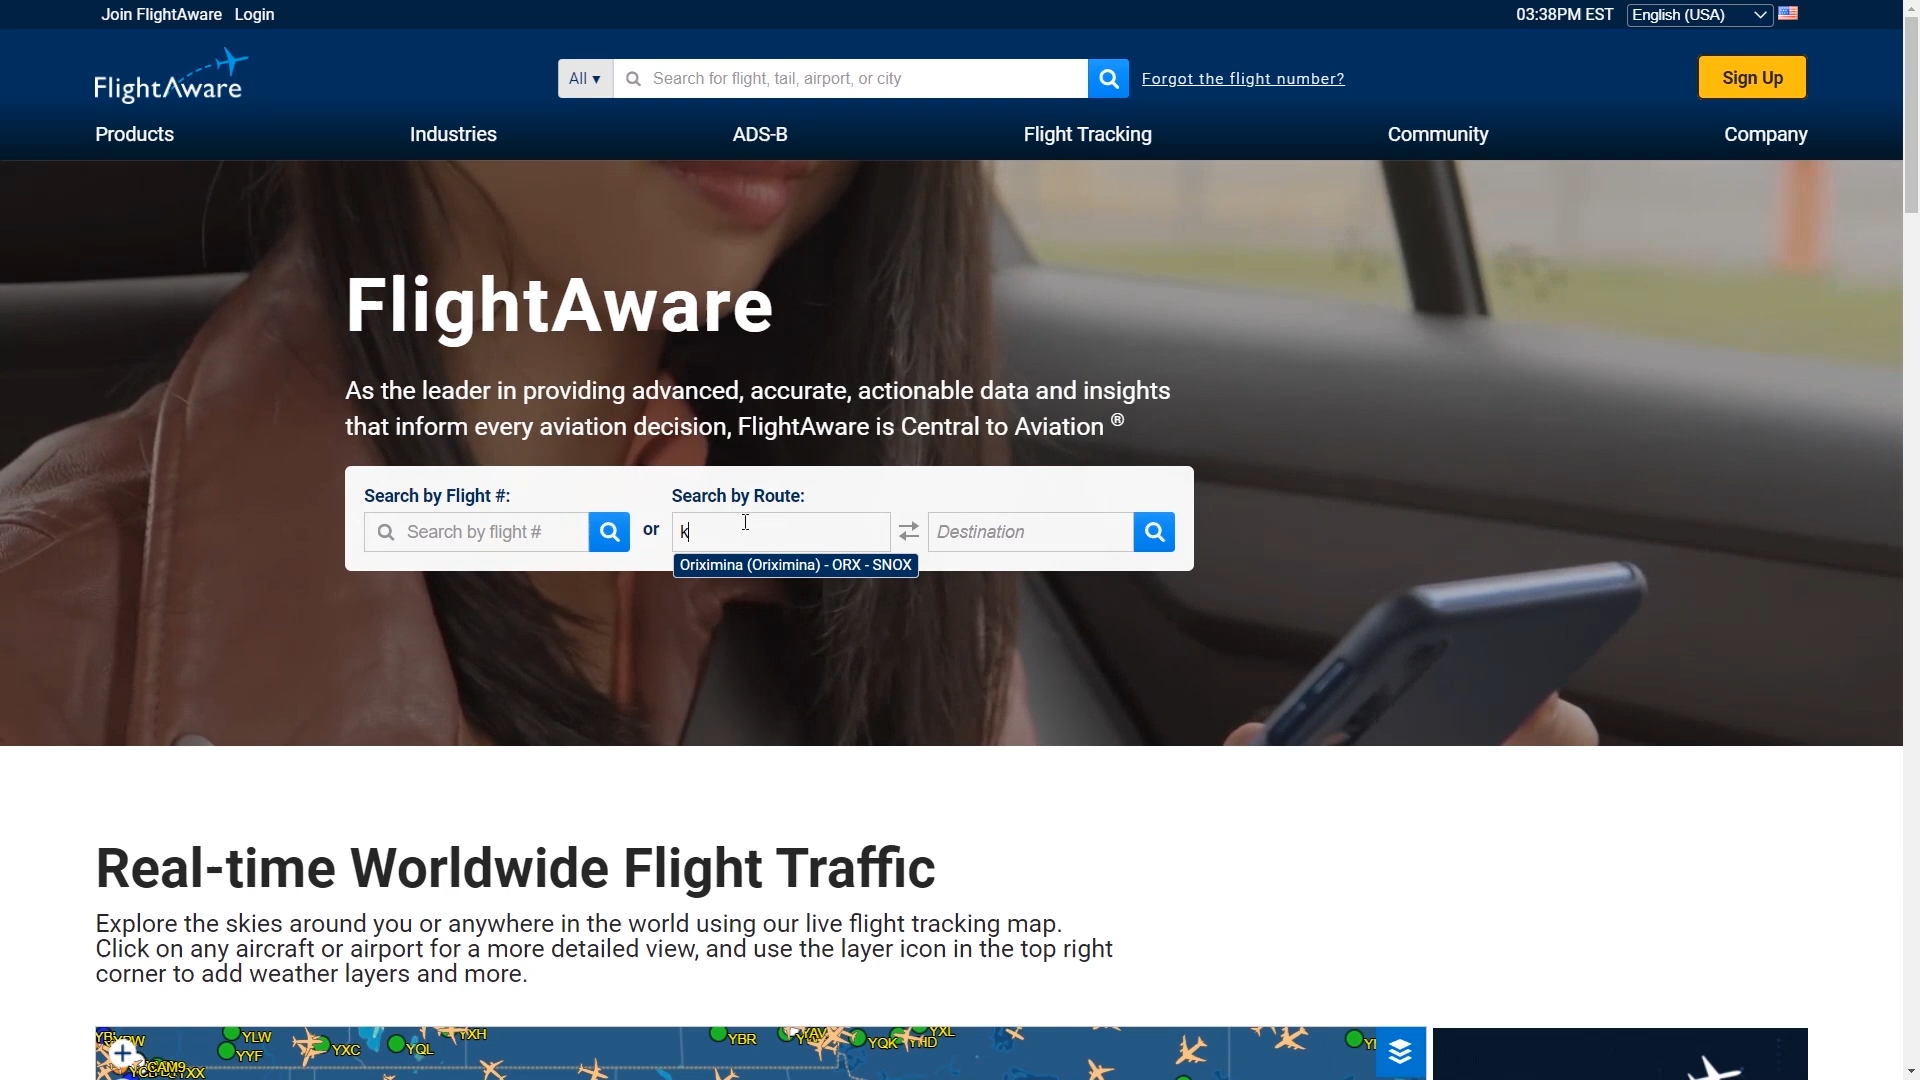 Join FlightAware Login
03:38PM EST English (USA)
FlightAware
All ▾ Search for flight, tail, airport, or city
Forgot the flight number?
Sign Up
Products Industries ADS-B Flight Tracking Community Company
FlightAware
As the leader in providing advanced, accurate, actionable data and insights
that inform every aviation decision, FlightAware is Central to Aviation ®
Search by Flight #: Search by Route:
Search by flight # or k Destination
Oriximina (Oriximina) - ORX - SNOX
Real-time Worldwide Flight Traffic
Explore the skies around you or anywhere in the world using our live flight tracking map.
Click on any aircraft or airport for a more detailed view, and use the layer icon in the top right
corner to add weather layers and more.
YLW YXH YBR YXL
YYF YXC YQL YQK YHD
CAM9
YXX